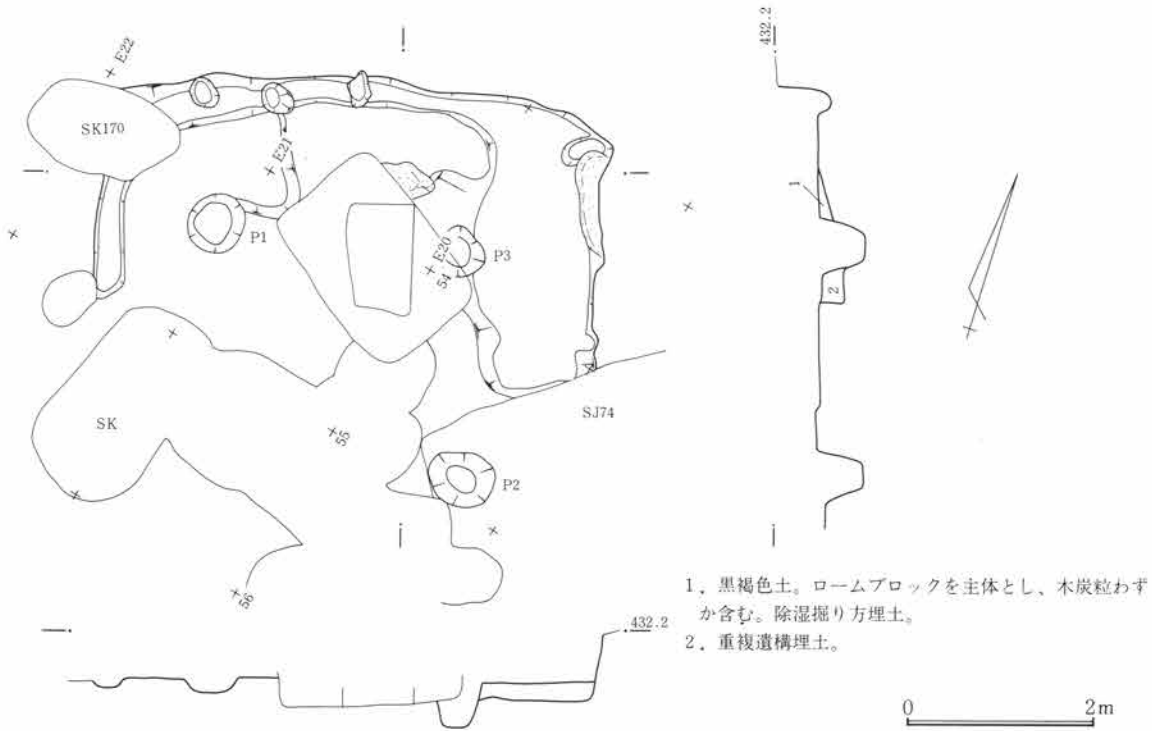 E22
432.2
SK170
E21
P1
P3
E20
54
1
2
SK
55
SJ74
P2
56
432.2
1．黒褐色土。ロームブロックを主体とし、木炭粒わず
か含む。除湿掘り方埋土。
2．重複遺構埋土。
0 2m